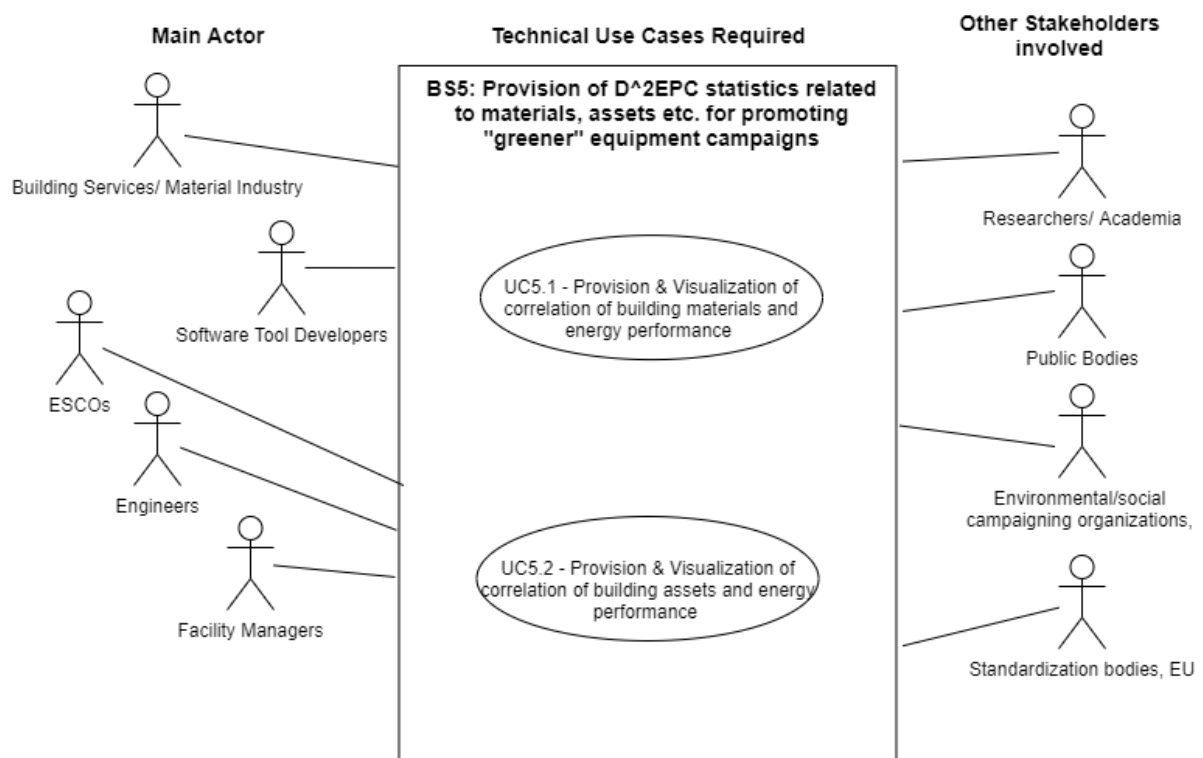 Main Actor
Technical Use Cases Required
Other Stakeholders
involved
BS5: Provision of D^2EPC statistics related
to materials, assets etc. for promoting
"greener" equipment campaigns
Building Services/ Material Industry
Software Tool Developers
ESCOs
Engineers
Facility Managers
UC5.1 - Provision & Visualization of
correlation of building materials and
energy performance
UC5.2 - Provision & Visualization of
correlation of building assets and energy
performance
Researchers/ Academia
Public Bodies
Environmental/social
campaigning organizations,
Standardization bodies, EU